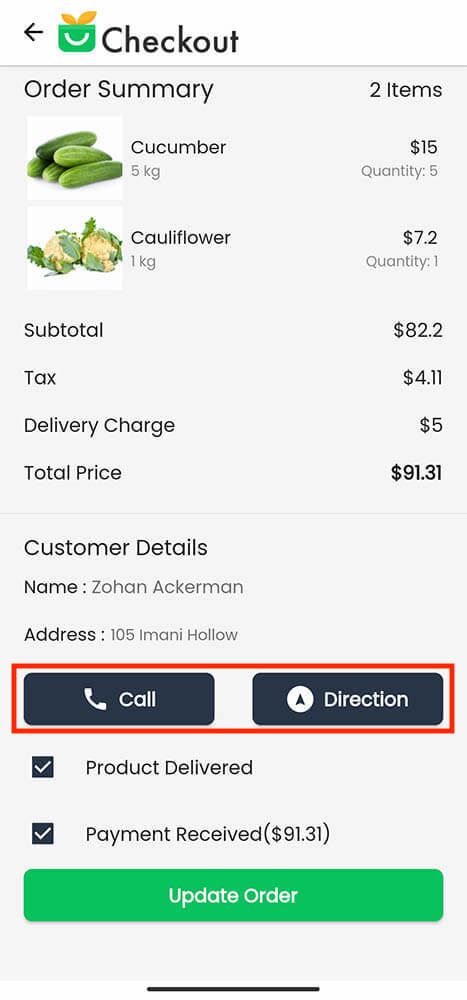 Checkout
Order Summary 2 Items
Cucumber $15
5 kg Quantity: 5
Cauliflower $7.2
1 kg Quantity: 1
Subtotal $82.2
Tax $4.11
Delivery Charge $5
Total Price $91.31
Customer Details
Name : Zohan Ackerman
Address : 105 Imani Hollow
Call Direction
Product Delivered
Payment Received($91.31)
Update Order